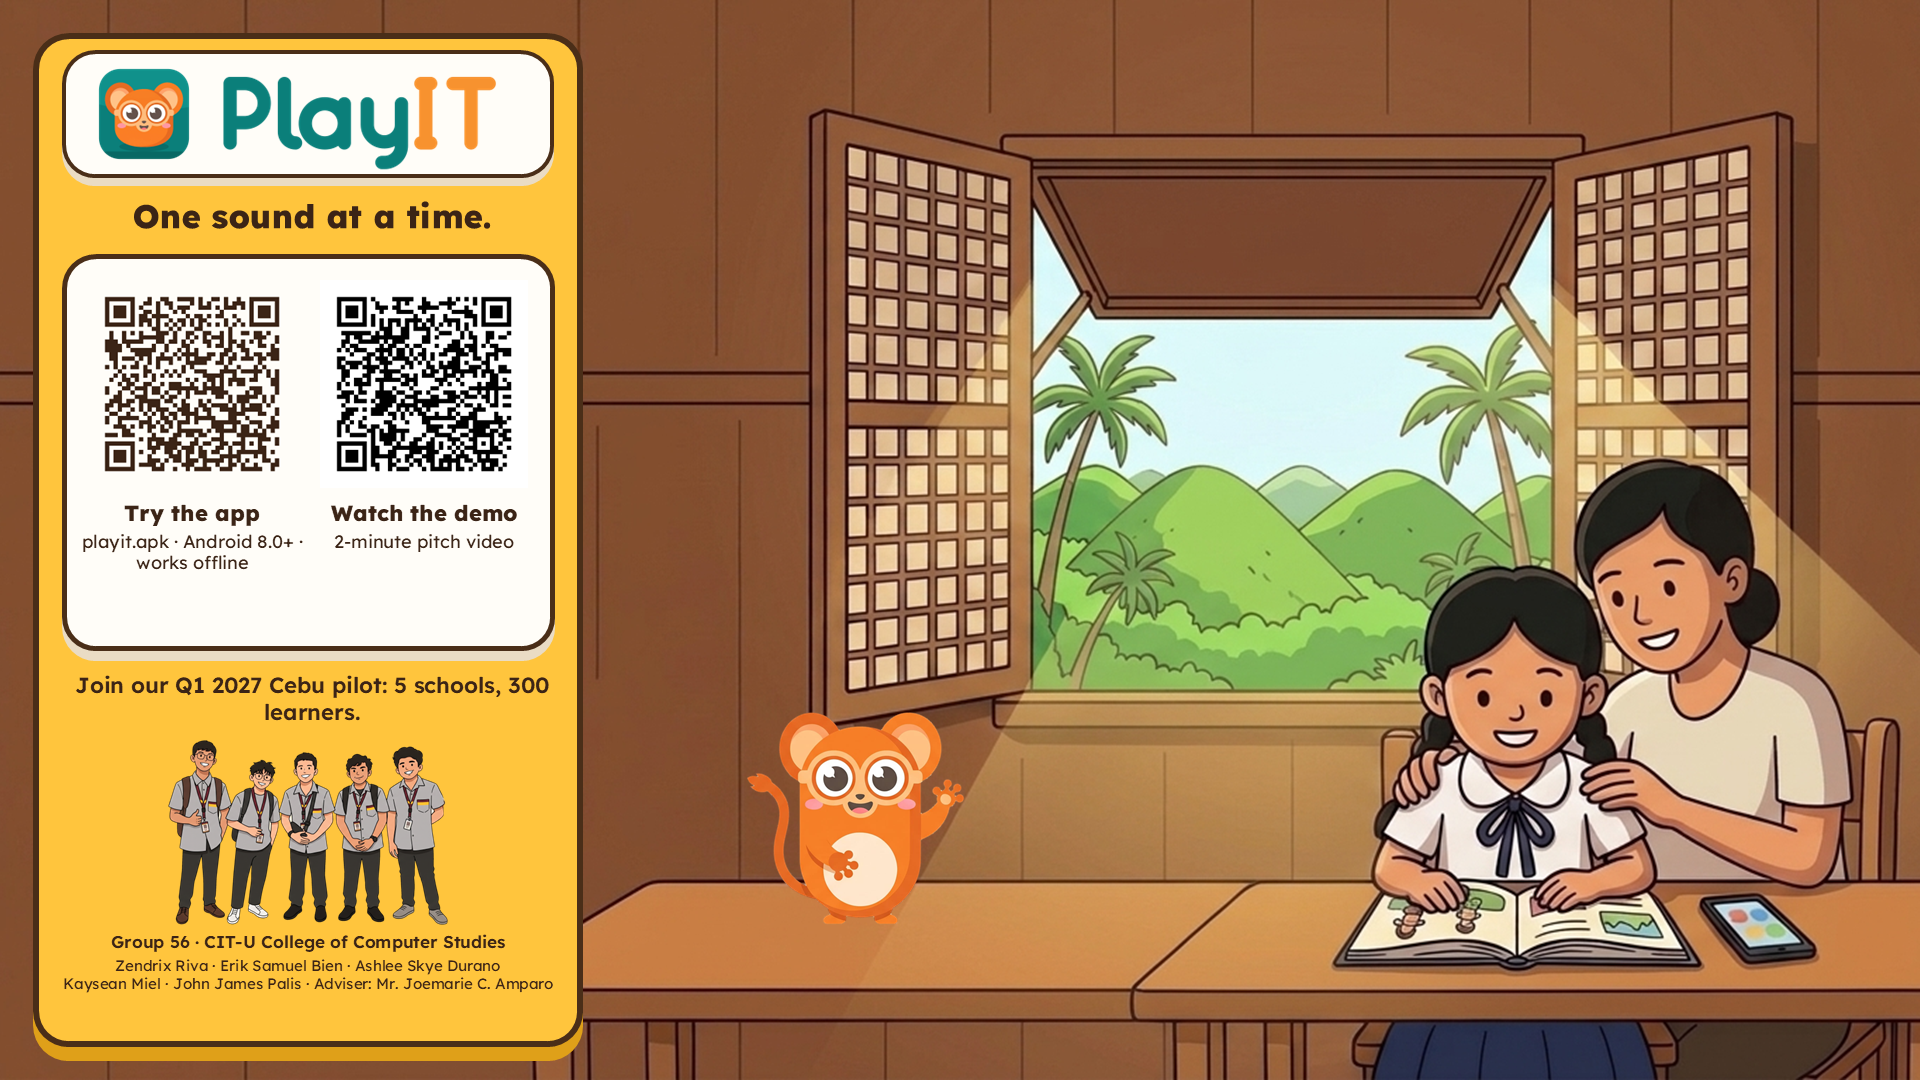 PlayIT
One sound at a time.
Try the app
playit.apk · Android 8.0+ ·
works offline
Watch the demo
2-minute pitch video
Join our Q1 2027 Cebu pilot: 5 schools, 300
learners.
Group 56 · CIT-U College of Computer Studies
Zendrix Riva · Erik Samuel Bien · Ashlee Skye Durano
Kaysean Miel · John James Palis · Adviser: Mr. Joemarie C. Amparo